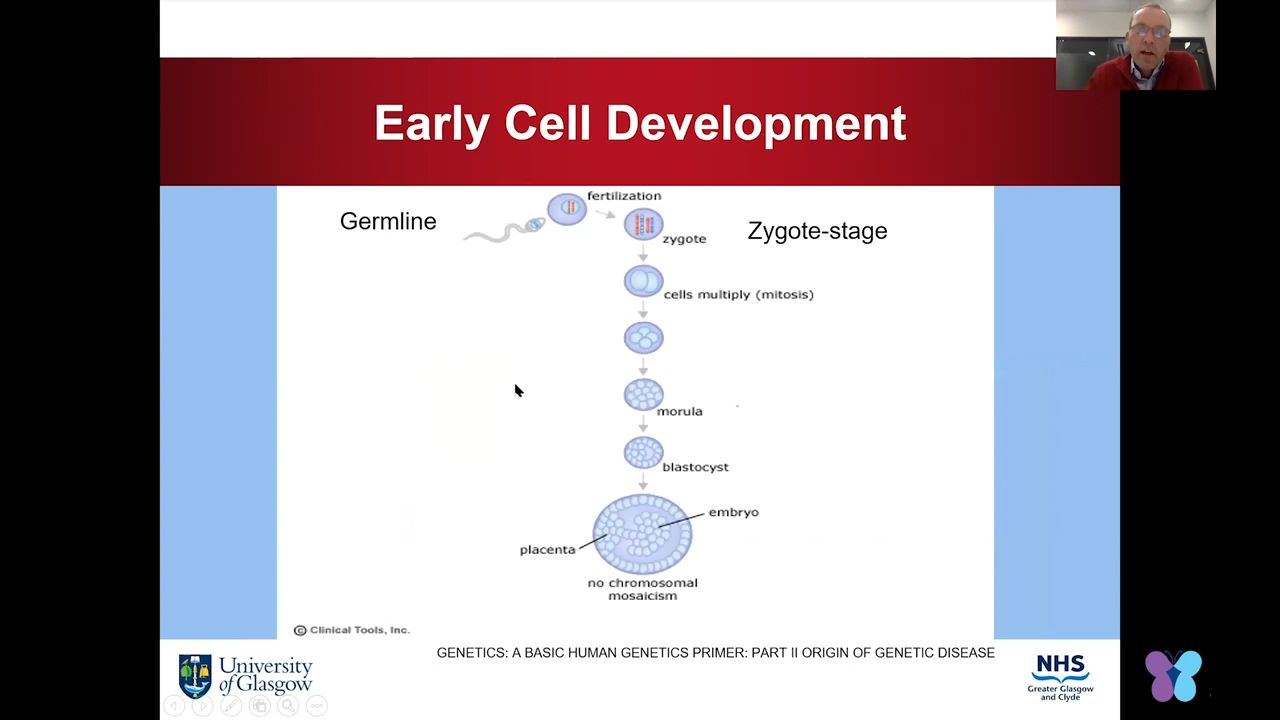 Early Cell Development
fertilization
Germline
zygote
Zygote-stage
cells multiply (mitosis)
morula
blastocyst
embryo
placenta
no chromosomal
mosaicism
© Clinical Tools, Inc.
GENETICS: A BASIC HUMAN GENETICS PRIMER: PART II ORIGIN OF GENETIC DISEASE
University
of Glasgow
NHS
Greater Glasgow
and Clyde